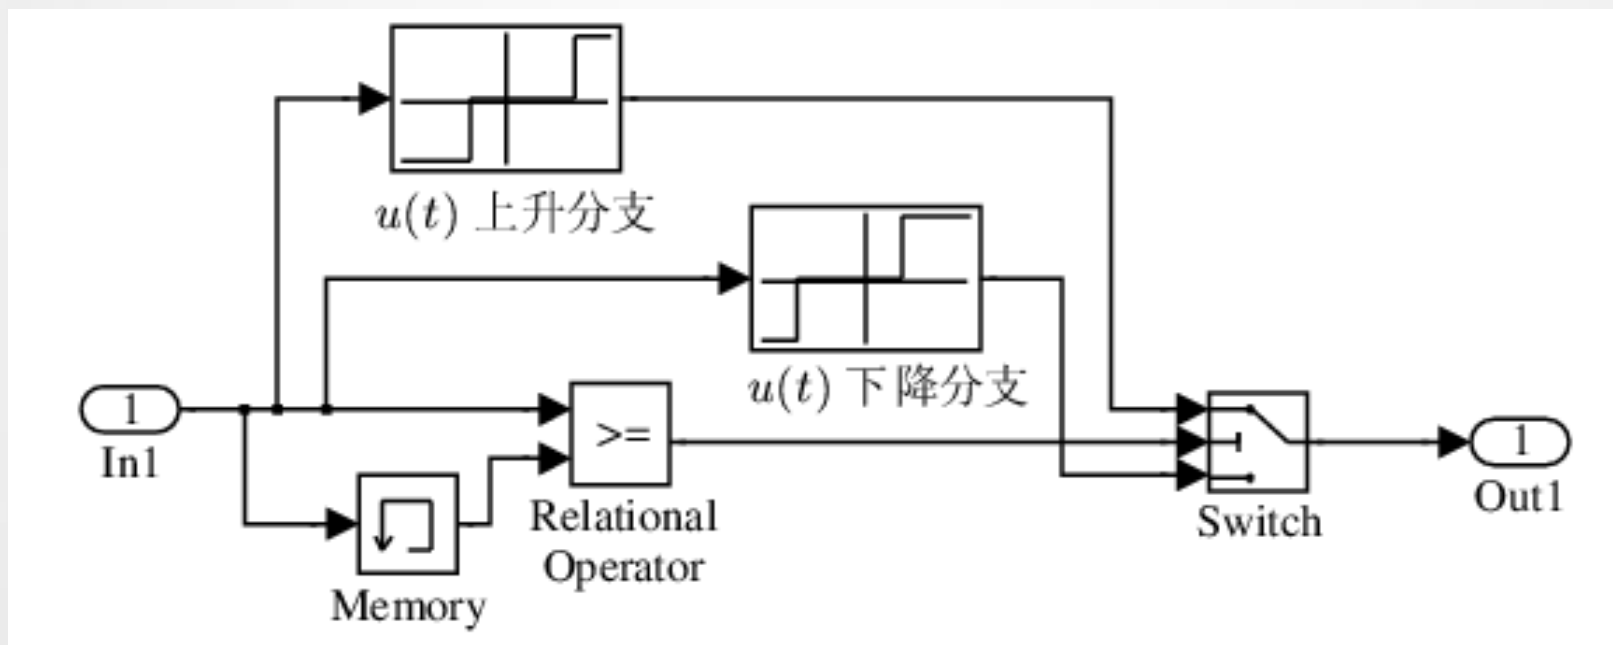 u(t) 上升分支
u(t) 下降分支
1
In1
>=
Relational
Operator
Memory
Switch
1
Out1